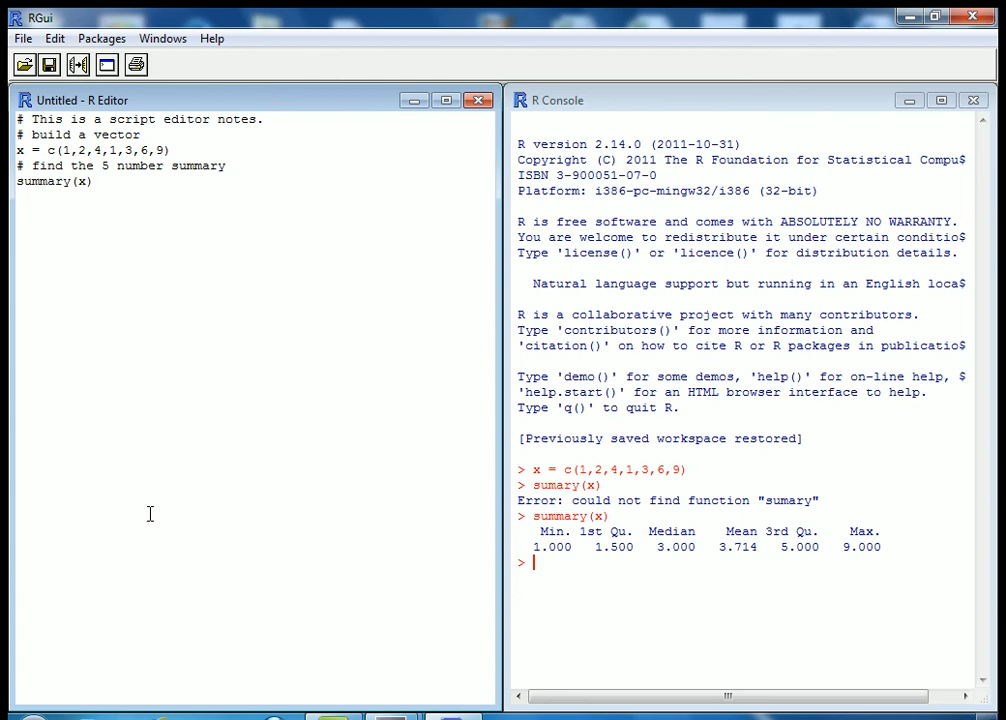 RGui
File Edit Packages Windows Help
Untitled - R Editor
# This is a script editor notes.
# build a vector
x = c(1,2,4,1,3,6,9)
# find the 5 number summary
summary(x)
R Console
R version 2.14.0 (2011-10-31)
Copyright (C) 2011 The R Foundation for Statistical Compu$
ISBN 3-900051-07-0
Platform: i386-pc-mingw32/i386 (32-bit)
R is free software and comes with ABSOLUTELY NO WARRANTY.
You are welcome to redistribute it under certain conditio$
Type 'license()' or 'licence()' for distribution details.
Natural language support but running in an English loca$
R is a collaborative project with many contributors.
Type 'contributors()' for more information and
'citation()' on how to cite R or R packages in publicatio$
Type 'demo()' for some demos, 'help()' for on-line help, $
'help.start()' for an HTML browser interface to help.
Type 'q()' to quit R.
[Previously saved workspace restored]
> x = c(1,2,4,1,3,6,9)
> sumary(x)
Error: could not find function "sumary"
> summary(x)
Min. 1st Qu. Median Mean 3rd Qu. Max.
1.000 1.500 3.000 3.714 5.000 9.000
>